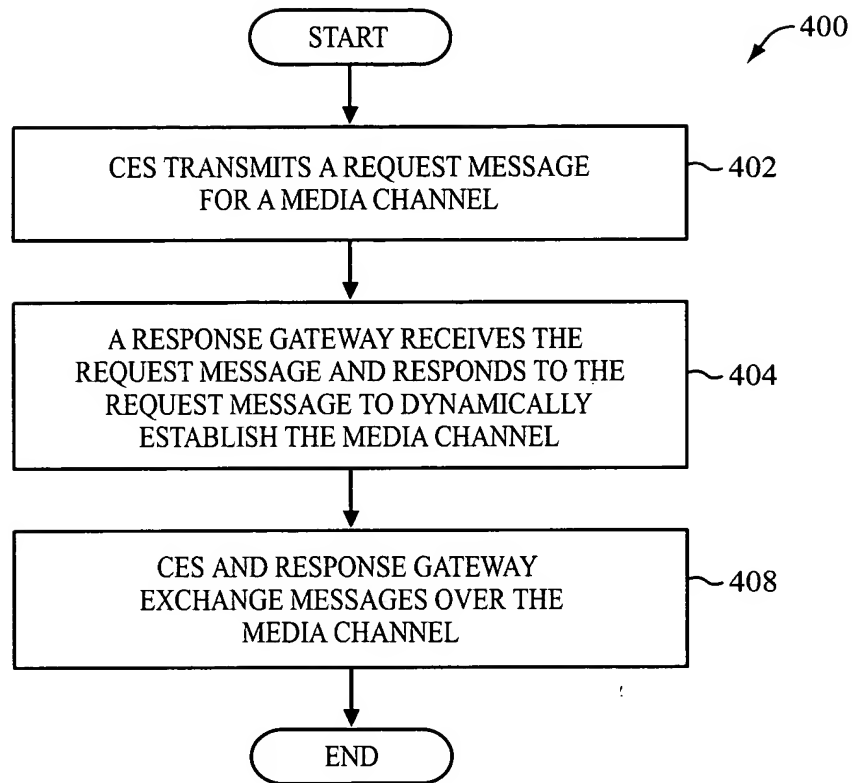 START
400
CES TRANSMITS A REQUEST MESSAGE
FOR A MEDIA CHANNEL
402
A RESPONSE GATEWAY RECEIVES THE
REQUEST MESSAGE AND RESPONDS TO THE
REQUEST MESSAGE TO DYNAMICALLY
ESTABLISH THE MEDIA CHANNEL
404
CES AND RESPONSE GATEWAY
EXCHANGE MESSAGES OVER THE
MEDIA CHANNEL
408
END